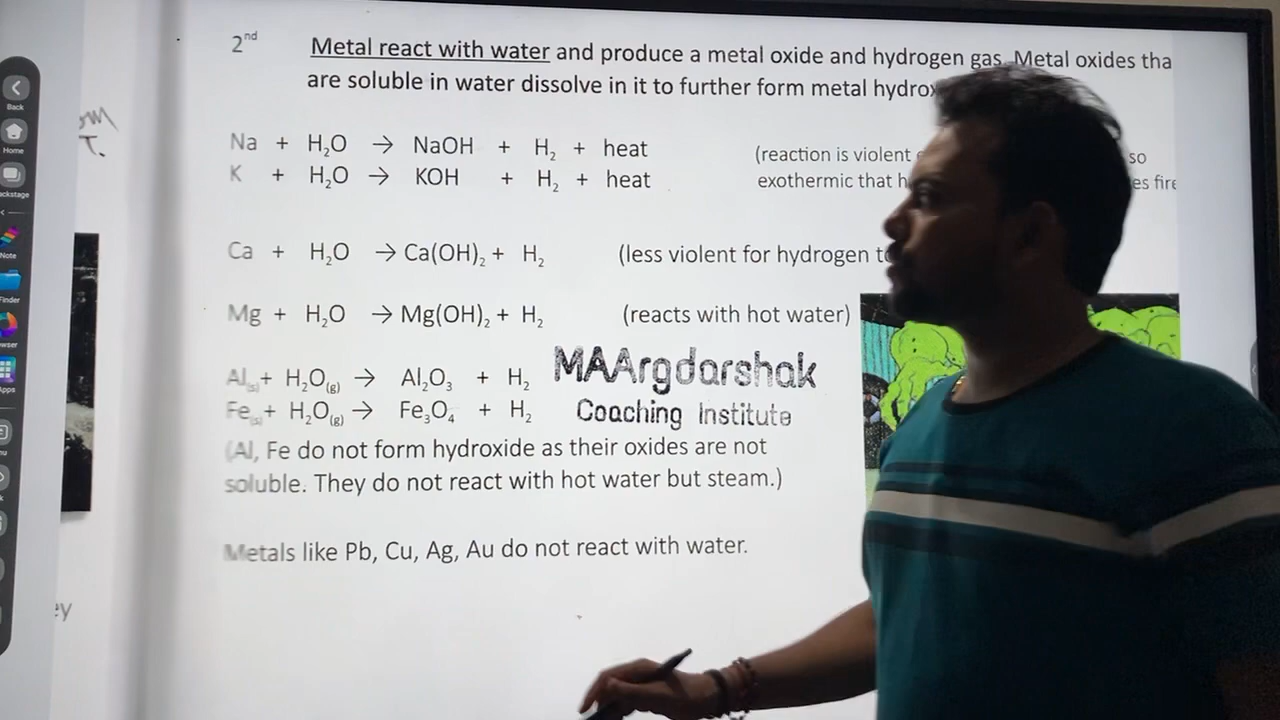 2nd Metal react with water and produce a metal oxide and hydrogen gas. Metal oxides tha
are soluble in water dissolve in it to further form metal
Na + H₂O → NaOH + H₂ + heat (reaction is violent so
K + H₂O → KOH + H₂ + heat exothermic that fire
Ca + H₂O → Ca(OH)₂ + H₂ (less violent for hydrogen
Mg + H₂O → Mg(OH)₂ + H₂ (reacts with hot water)
MAArgdarshak
Al(s) + H₂O(g) → Al₂O₃ + H₂
Coaching Institute
Fe(s) + H₂O(g) → Fe₃O₄ + H₂
(Al, Fe do not form hydroxide as their oxides are not
soluble. They do not react with hot water but steam.)
Metals like Pb, Cu, Ag, Au do not react with water.
Back
Home
Note